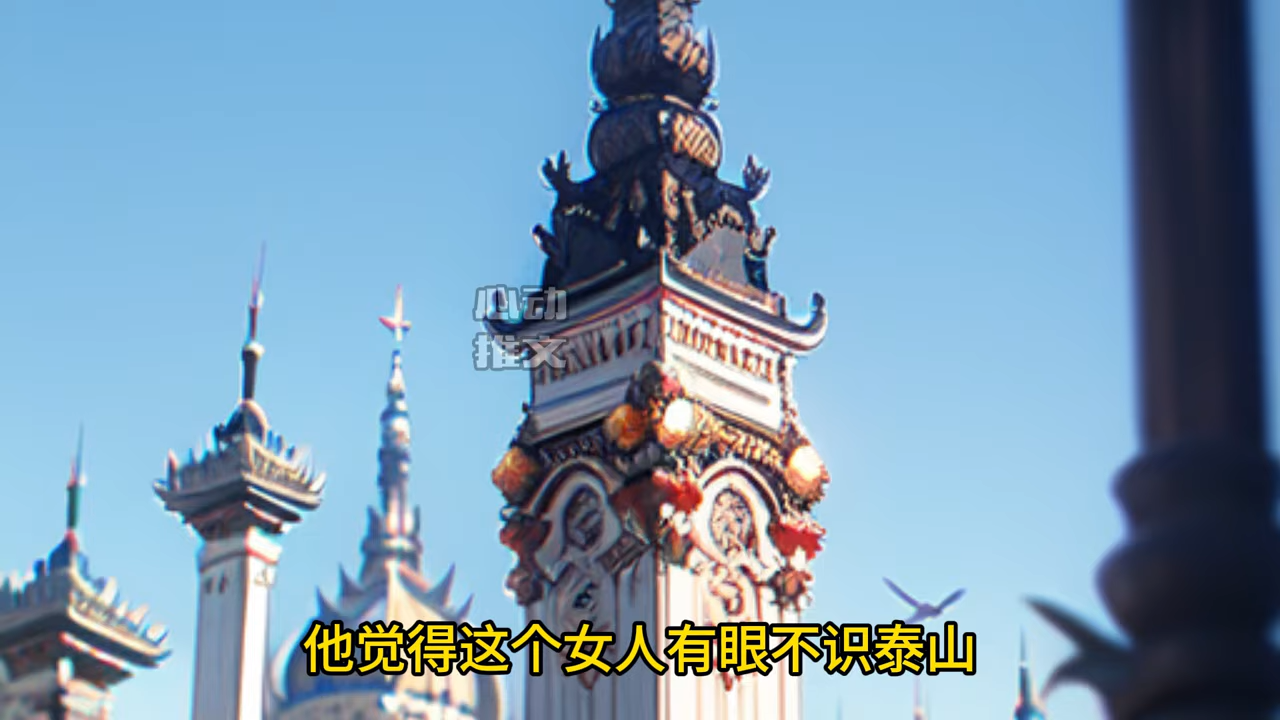 心动
推文
他觉得这个女人有眼不识泰山